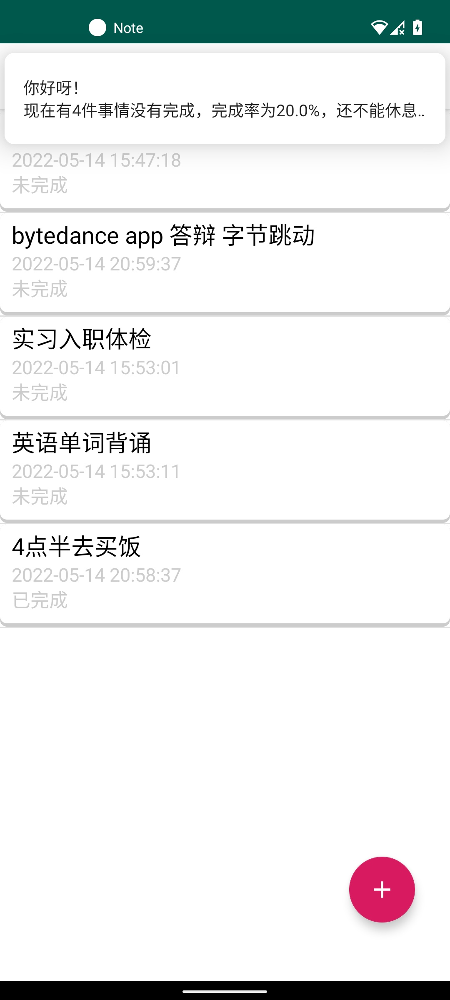 Note
你好呀！
现在有4件事情没有完成，完成率为20.0%，还不能休息..
2022-05-14 15:47:18
未完成
bytedance app 答辩 字节跳动
2022-05-14 20:59:37
未完成
实习入职体检
2022-05-14 15:53:01
未完成
英语单词背诵
2022-05-14 15:53:11
未完成
4点半去买饭
2022-05-14 20:58:37
已完成